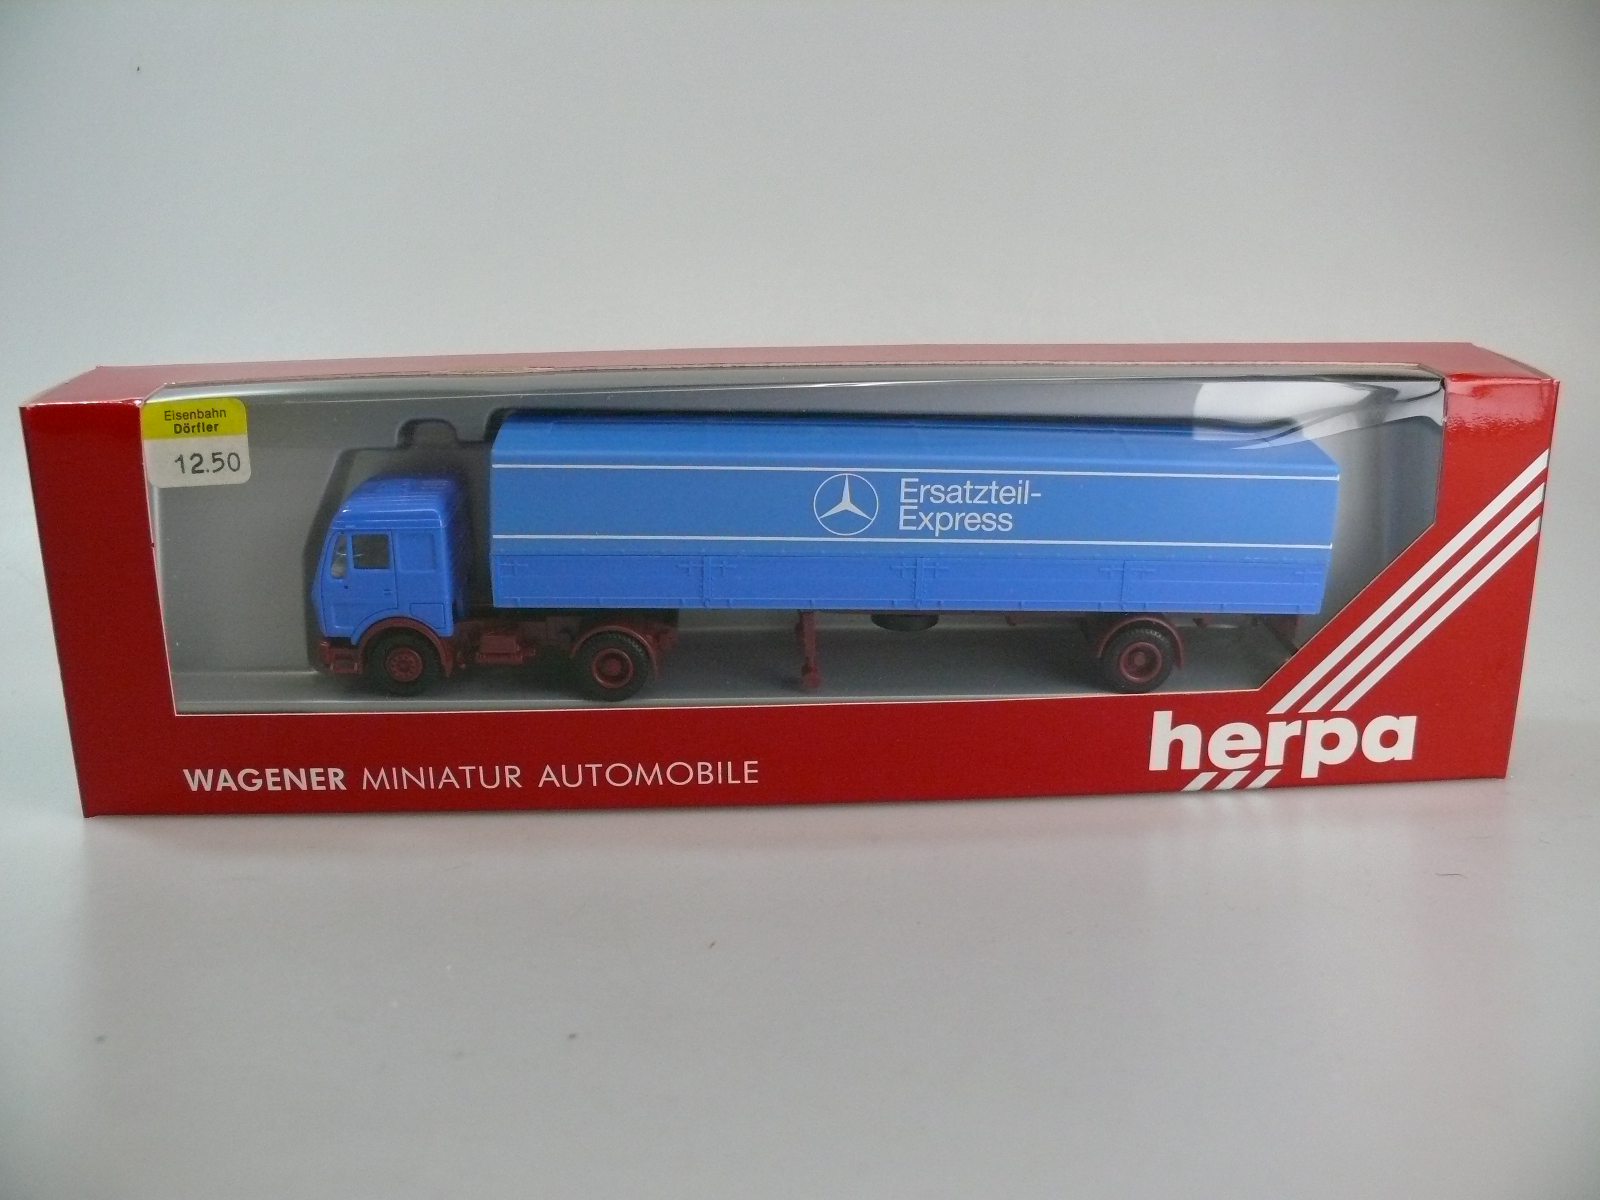 Eisenbahn
Dörfler
12.50
Ersatzteil-
Express
herpa
WAGENER MINIATUR AUTOMOBILE